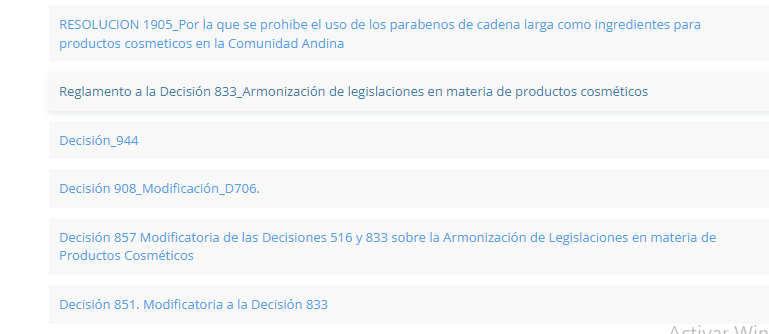 RESOLUCION 1905_Por la que se prohibe el uso de los parabenos de cadena larga como ingredientes para
productos cosmeticos en la Comunidad Andina
Reglamento a la Decisión 833_Armonización de legislaciones en materia de productos cosméticos
Decisión_944
Decisión 908_Modificación_D706.
Decisión 857 Modificatoria de las Decisiones 516 y 833 sobre la Armonización de Legislaciones en materia de
Productos Cosméticos
Decisión 851. Modificatoria a la Decisión 833
Activar Win